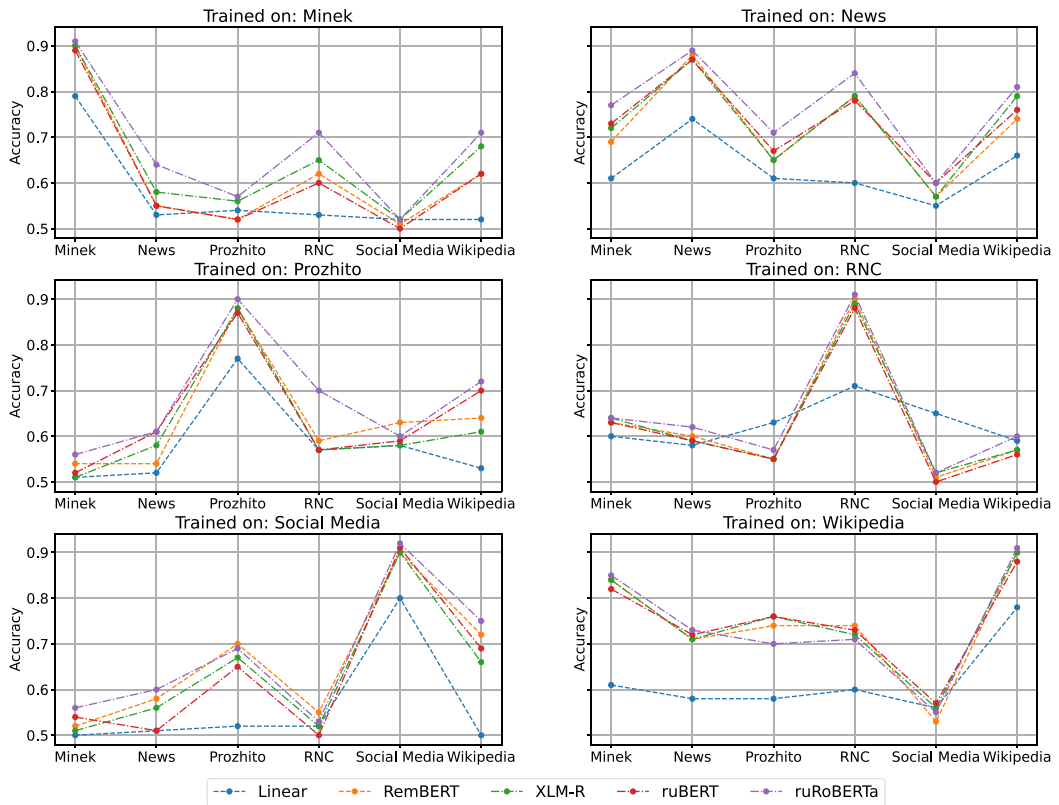 Trained on: Minek
Trained on: News
Accuracy
0.9
0.8
0.7
0.6
0.5
Minek News Prozhito RNC Social Media Wikipedia
Accuracy
Minek News Prozhito RNC Social Media Wikipedia
Trained on: Prozhito
Trained on: RNC
Accuracy
0.9
0.8
0.7
0.6
0.5
Minek News Prozhito RNC Social Media Wikipedia
Accuracy
Minek News Prozhito RNC Social Media Wikipedia
Trained on: Social Media
Trained on: Wikipedia
Accuracy
0.9
0.8
0.7
0.6
0.5
Minek News Prozhito RNC Social Media Wikipedia
Accuracy
Minek News Prozhito RNC Social Media Wikipedia
Linear RemBERT XLM-R ruBERT ruRoBERTa